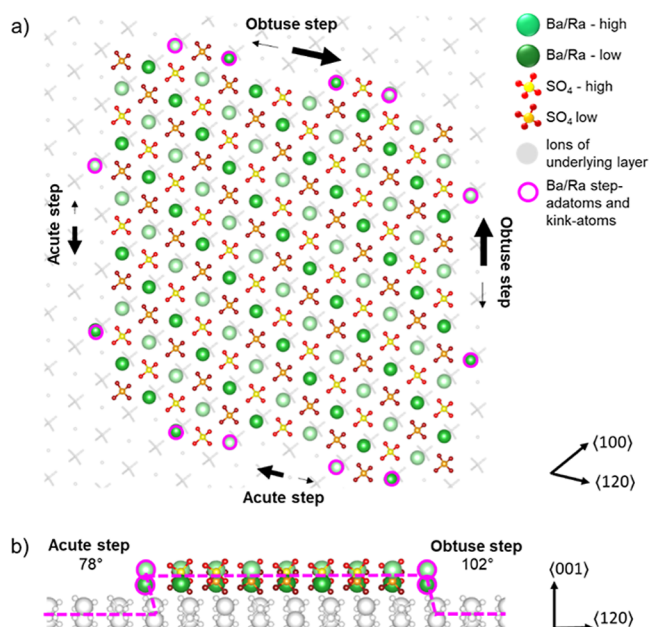 a)
Obtuse step
Acute step
Obtuse step
Acute step
Ba/Ra - high
Ba/Ra - low
SO₄ - high
SO₄ low
Ions of
underlying layer
Ba/Ra step-
adatoms and
kink-atoms
⟨100⟩
⟨120⟩
b)
Acute step
78°
Obtuse step
102°
⟨001⟩
⟨120⟩